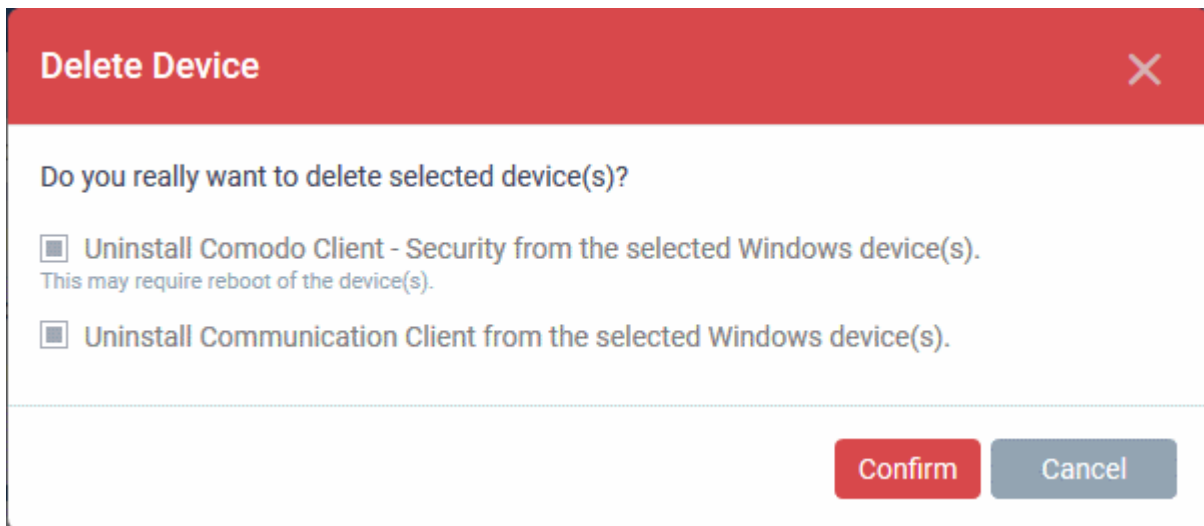 Delete Device
Do you really want to delete selected device(s)?
Uninstall Comodo Client - Security from the selected Windows device(s).
This may require reboot of the device(s).
Uninstall Communication Client from the selected Windows device(s).
Confirm Cancel